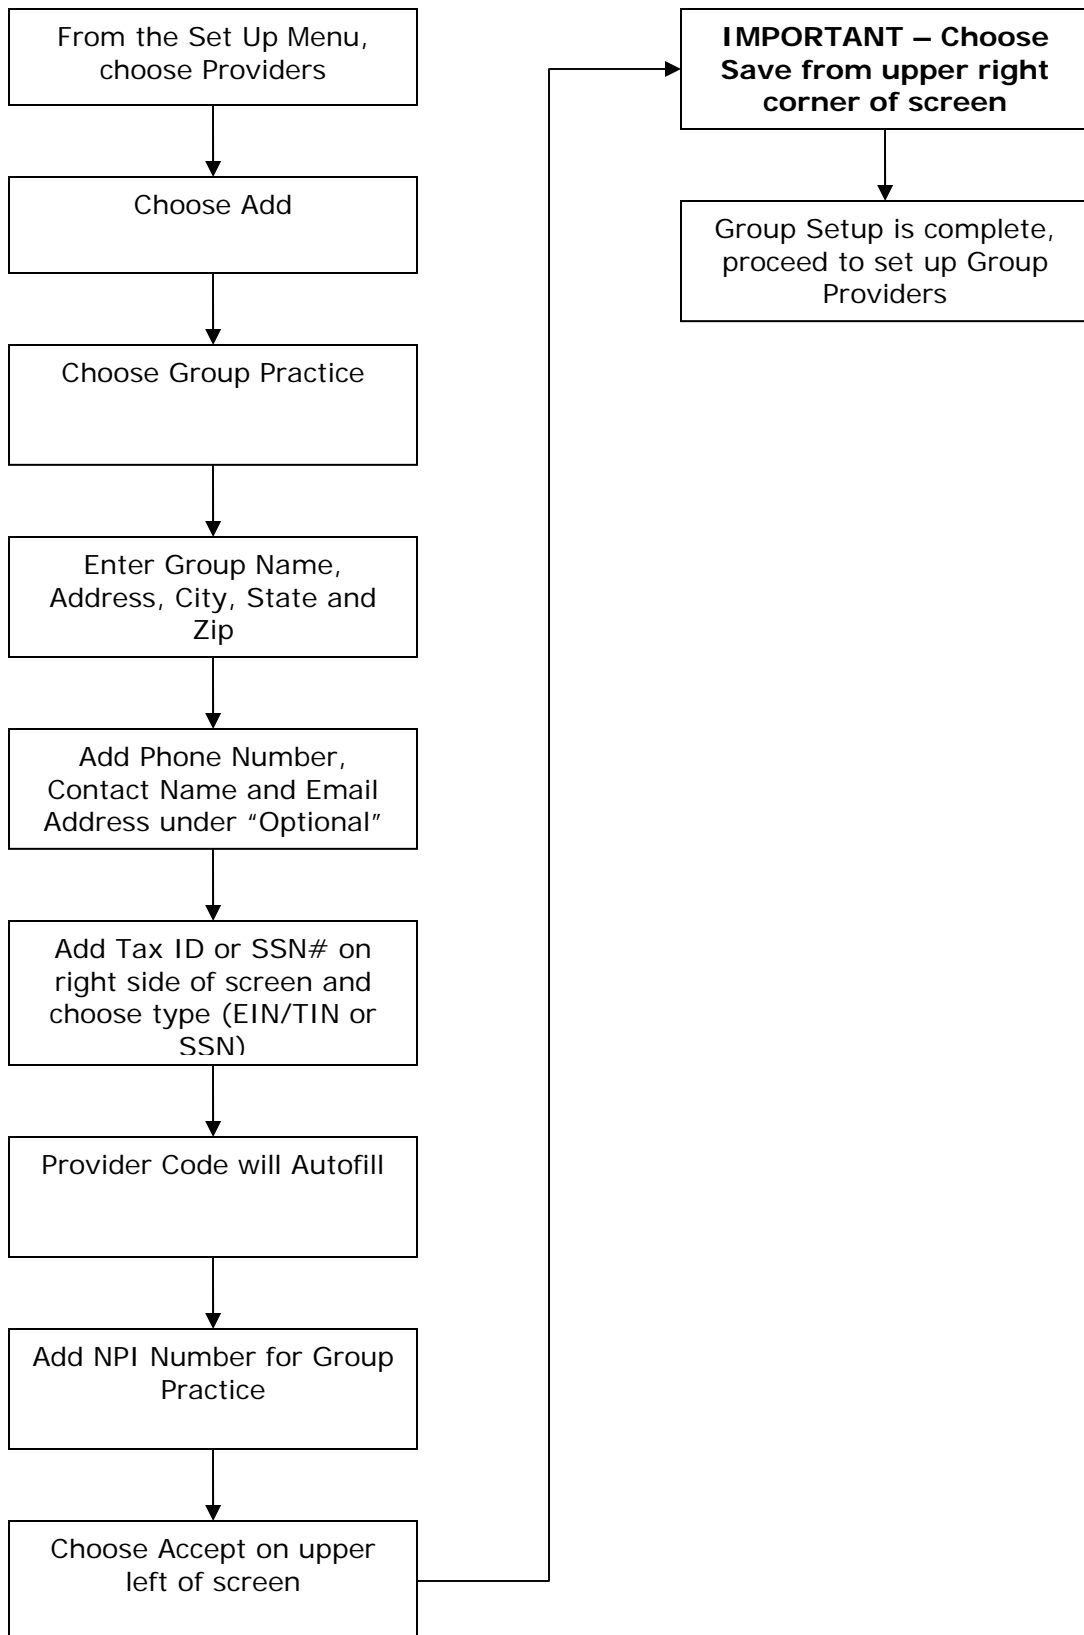 From the Set Up Menu,
choose Providers
Choose Add
Choose Group Practice
Enter Group Name,
Address, City, State and
Zip
Add Phone Number,
Contact Name and Email
Address under “Optional”
Add Tax ID or SSN# on
right side of screen and
choose type (EIN/TIN or
SSN)
Provider Code will Autofill
Add NPI Number for Group
Practice
Choose Accept on upper
left of screen
IMPORTANT – Choose
Save from upper right
corner of screen
Group Setup is complete,
proceed to set up Group
Providers